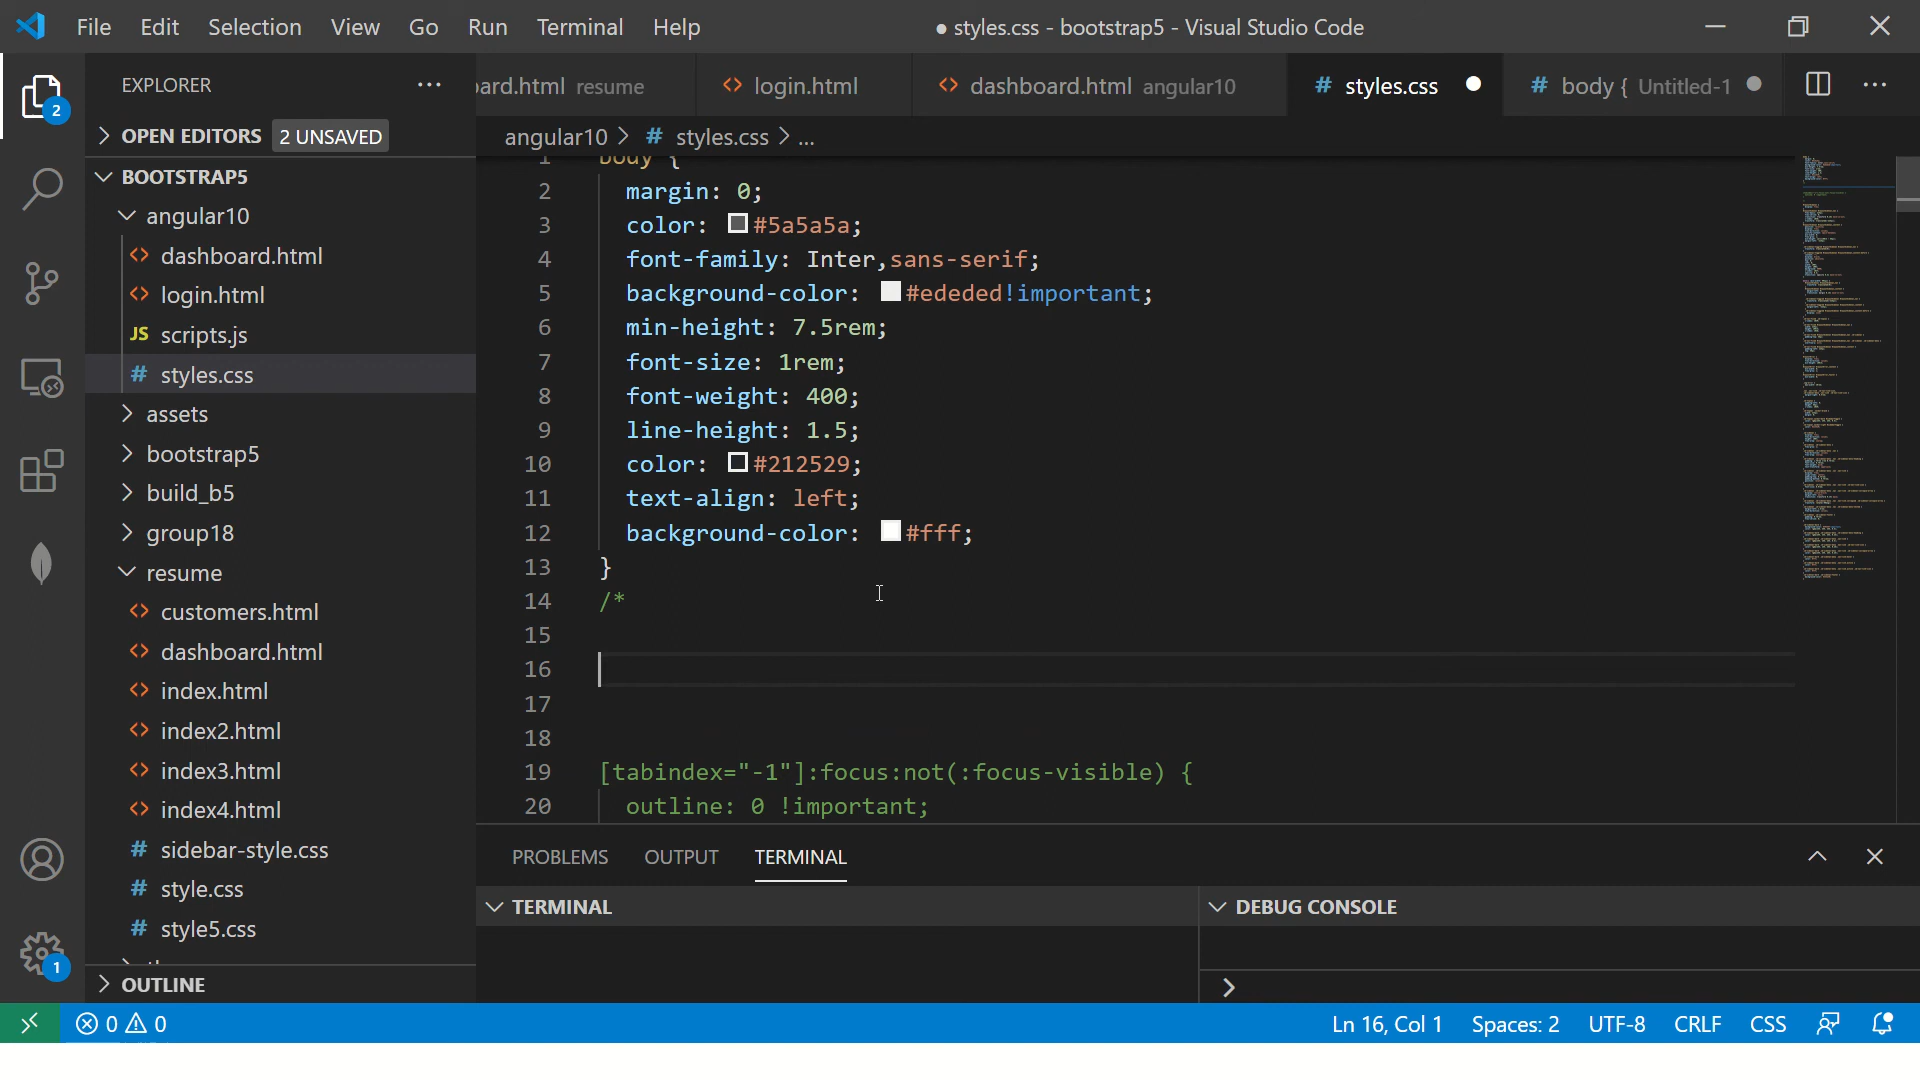 File Edit Selection View Go Run Terminal Help
● styles.css - bootstrap5 - Visual Studio Code
EXPLORER
ard.html resume
login.html
dashboard.html angular10
# styles.css
# body { Untitled-1
2
OPEN EDITORS 2 UNSAVED
angular10 > # styles.css > ...
BOOTSTRAP5
angular10
dashboard.html
login.html
JS scripts.js
# styles.css
assets
bootstrap5
build_b5
group18
resume
customers.html
dashboard.html
index.html
index2.html
index3.html
index4.html
# sidebar-style.css
# style.css
# style5.css
OUTLINE
1
1 body {
2 margin: 0;
3 color: #5a5a5a;
4 font-family: Inter,sans-serif;
5 background-color: #ededed!important;
6 min-height: 7.5rem;
7 font-size: 1rem;
8 font-weight: 400;
9 line-height: 1.5;
10 color: #212529;
11 text-align: left;
12 background-color: #fff;
13 }
14 /*
15
16
17
18
19 [tabindex="-1"]:focus:not(:focus-visible) {
20 outline: 0 !important;
PROBLEMS OUTPUT TERMINAL
TERMINAL
DEBUG CONSOLE
0 0
Ln 16, Col 1 Spaces: 2 UTF-8 CRLF CSS